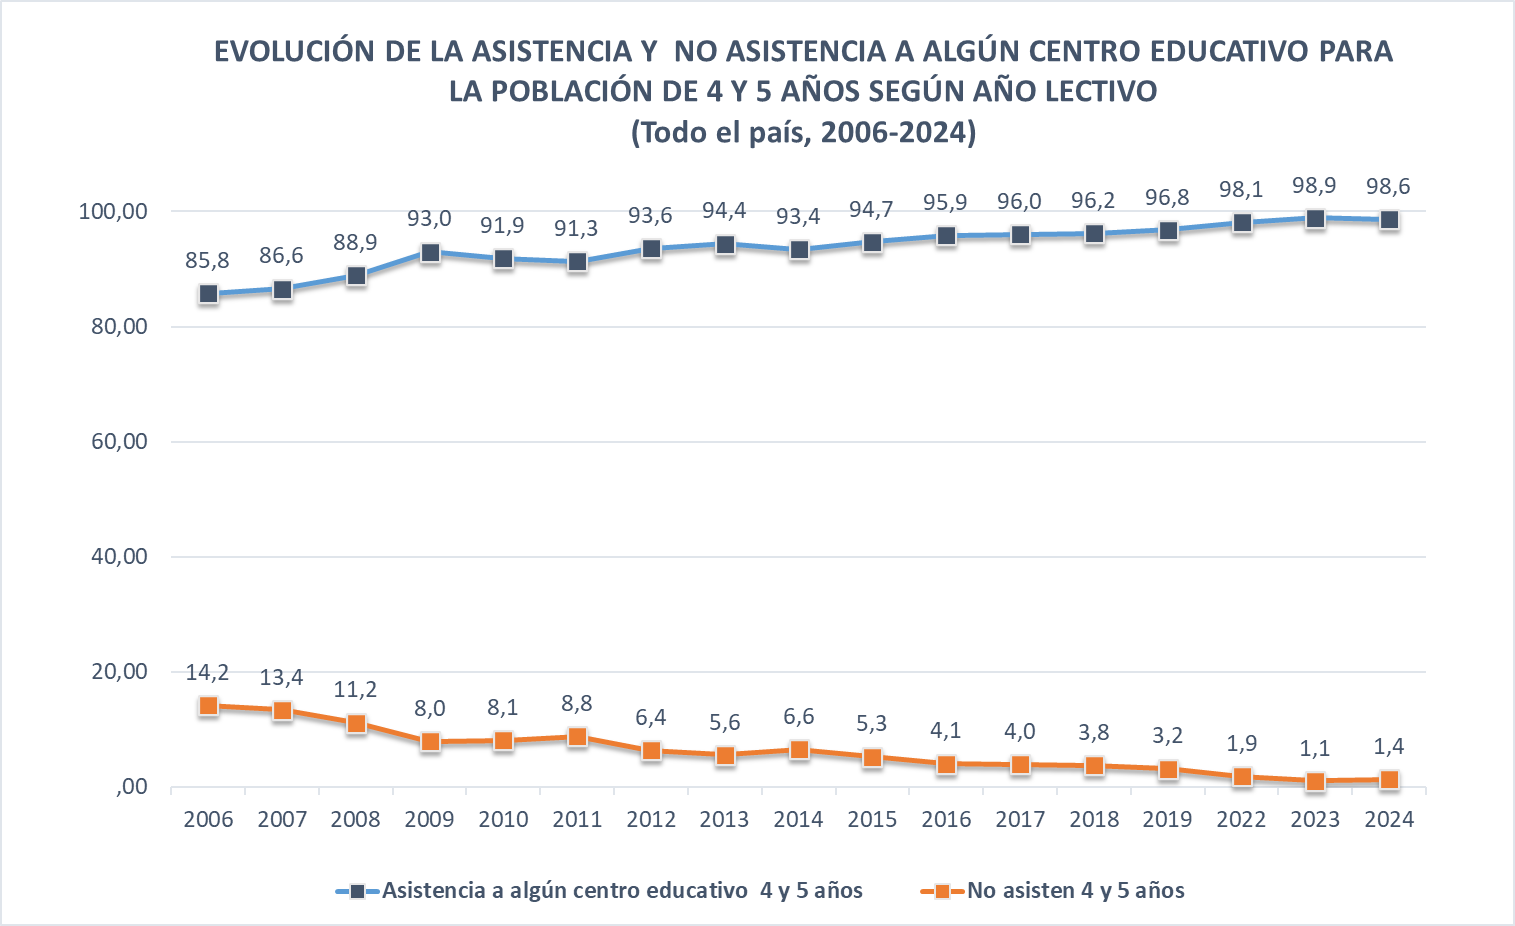 EVOLUCIÓN DE LA ASISTENCIA Y  NO ASISTENCIA A ALGÚN CENTRO EDUCATIVO PARA
LA POBLACIÓN DE 4 Y 5 AÑOS SEGÚN AÑO LECTIVO
(Todo el país, 2006-2024)
85,8 86,6 88,9 93,0 91,9 91,3 93,6 94,4 93,4 94,7 95,9 96,0 96,2 96,8 98,1 98,9 98,6
100,00
80,00
60,00
40,00
20,00
14,2 13,4 11,2 8,0 8,1 8,8 6,4 5,6 6,6 5,3 4,1 4,0 3,8 3,2 1,9 1,1 1,4
,00
2006 2007 2008 2009 2010 2011 2012 2013 2014 2015 2016 2017 2018 2019 2022 2023 2024
Asistencia a algún centro educativo  4 y 5 años No asisten 4 y 5 años